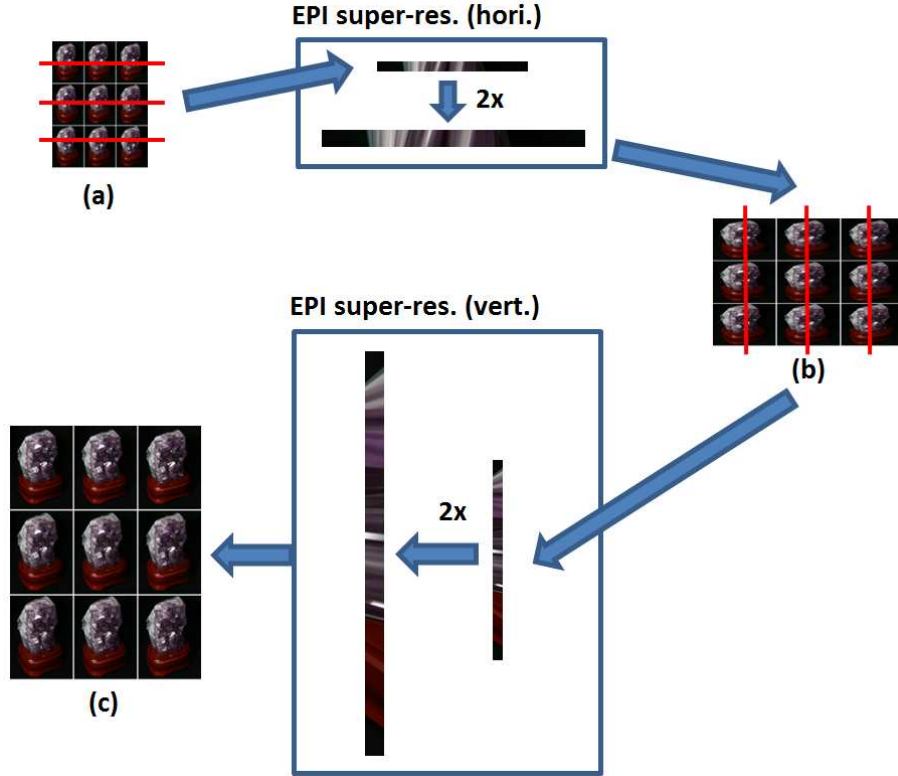 EPI super-res. (hori.)
2x
(a)
(b)
EPI super-res. (vert.)
2x
(c)